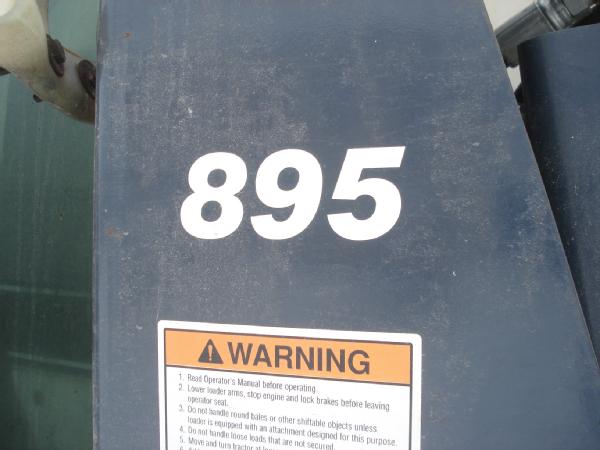 895
WARNING
1. Read Operator's Manual before operating.
2. Lower loader arms, stop engine and lock brakes before leaving
operator seat.
3. Do not handle round bales or other shiftable objects unless
loader is equipped with an attachment designed for this purpose.
4. Do not handle loose loads that are not secured.
5. Move and turn tractor at